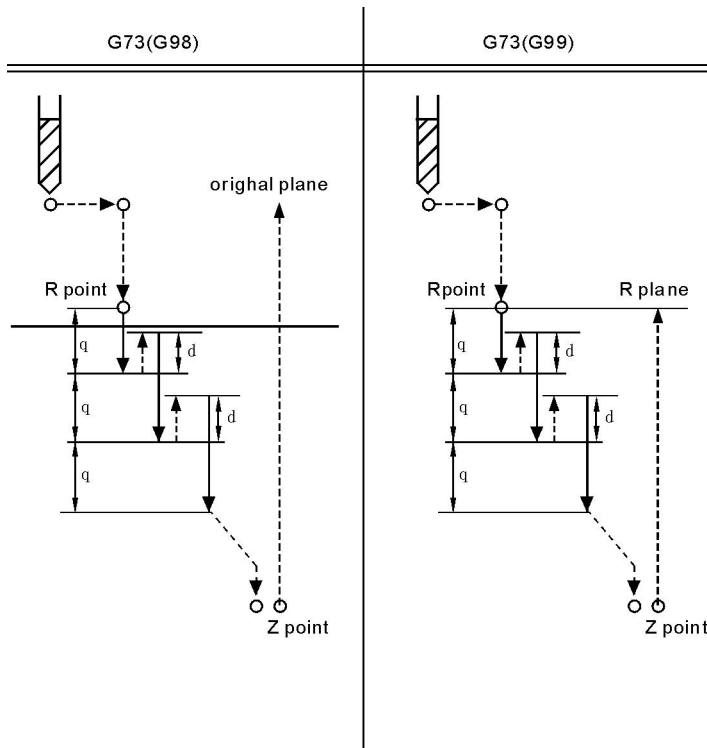 G73(G98)
G73(G99)
orighal plane
R point
q
d
q
d
q
Z point
Rpoint
R plane
q
d
q
d
q
Z point